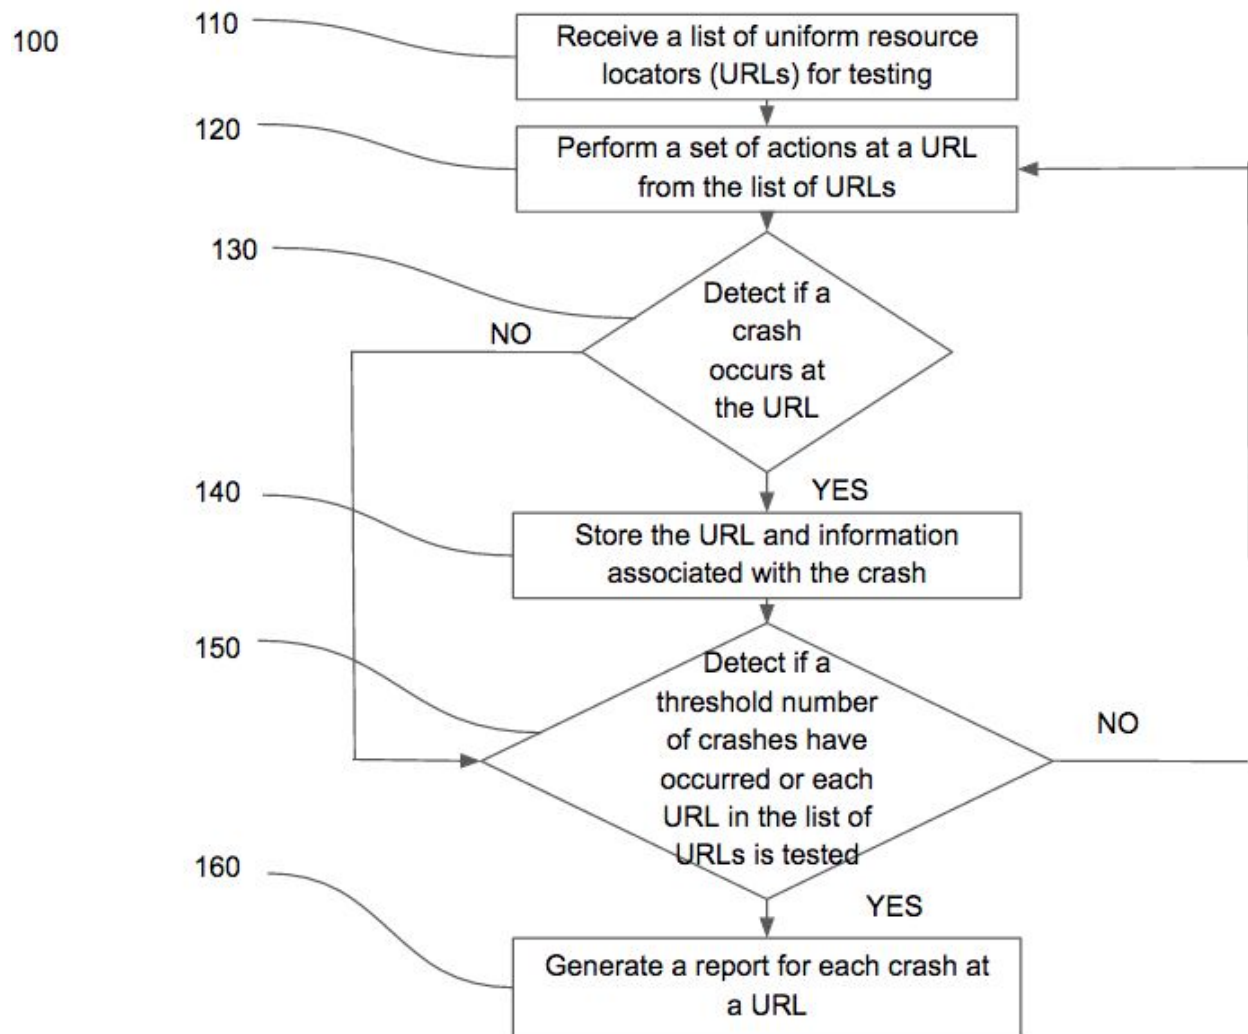 100
110
Receive a list of uniform resource
locators (URLs) for testing
120
Perform a set of actions at a URL
from the list of URLs
130
Detect if a
crash
occurs at
the URL
NO
YES
140
Store the URL and information
associated with the crash
150
Detect if a
threshold number
of crashes have
occurred or each
URL in the list of
URLs is tested
NO
YES
160
Generate a report for each crash at
a URL